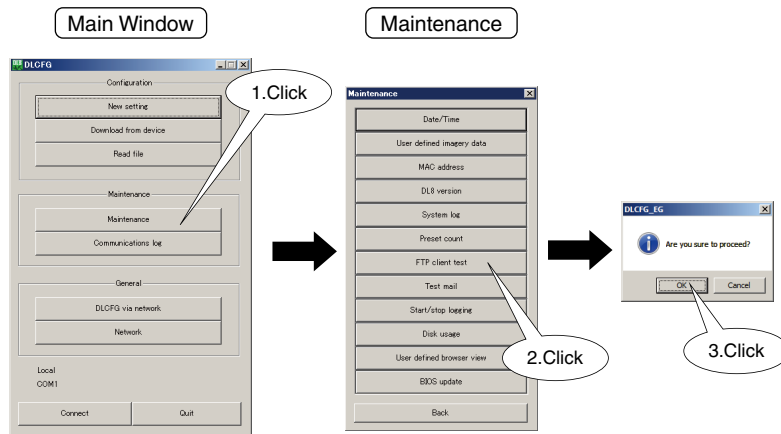 Main Window
Maintenance
DLCFG
Configuration
New setting
Download from device
Read file
Maintenance
Maintenance
Communications log
General
DLCFG via network
Network
Local
COM1
Connect
Quit
1.Click
Maintenance
Date/Time
User defined imagery data
MAC address
DL8 version
System log
Preset count
FTP client test
Test mail
Start/stop logging
Disk usage
User defined browser view
BIOS update
Back
2.Click
DLCFG_EG
Are you sure to proceed?
OK
Cancel
3.Click